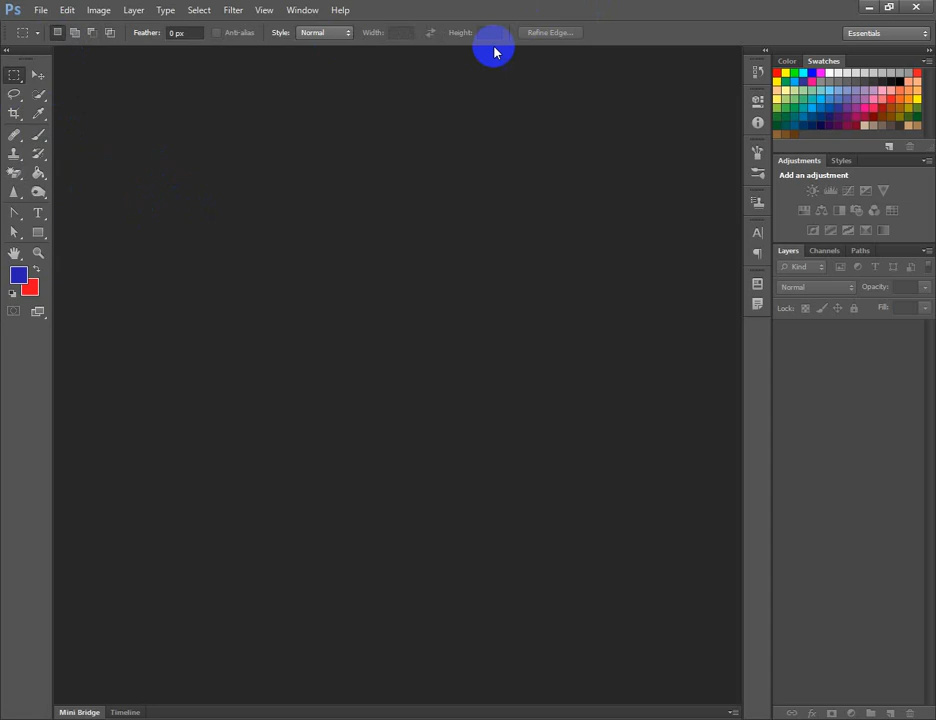 Ps File Edit Image Layer Type Select Filter View Window Help
Feather: 0 px Anti-alias Style: Normal Width: Height: Refine Edge... Essentials
Color Swatches
Adjustments Styles
Add an adjustment
Layers Channels Paths
Kind T
Normal Opacity:
Lock: Fill:
T
A
Mini Bridge Timeline
fx